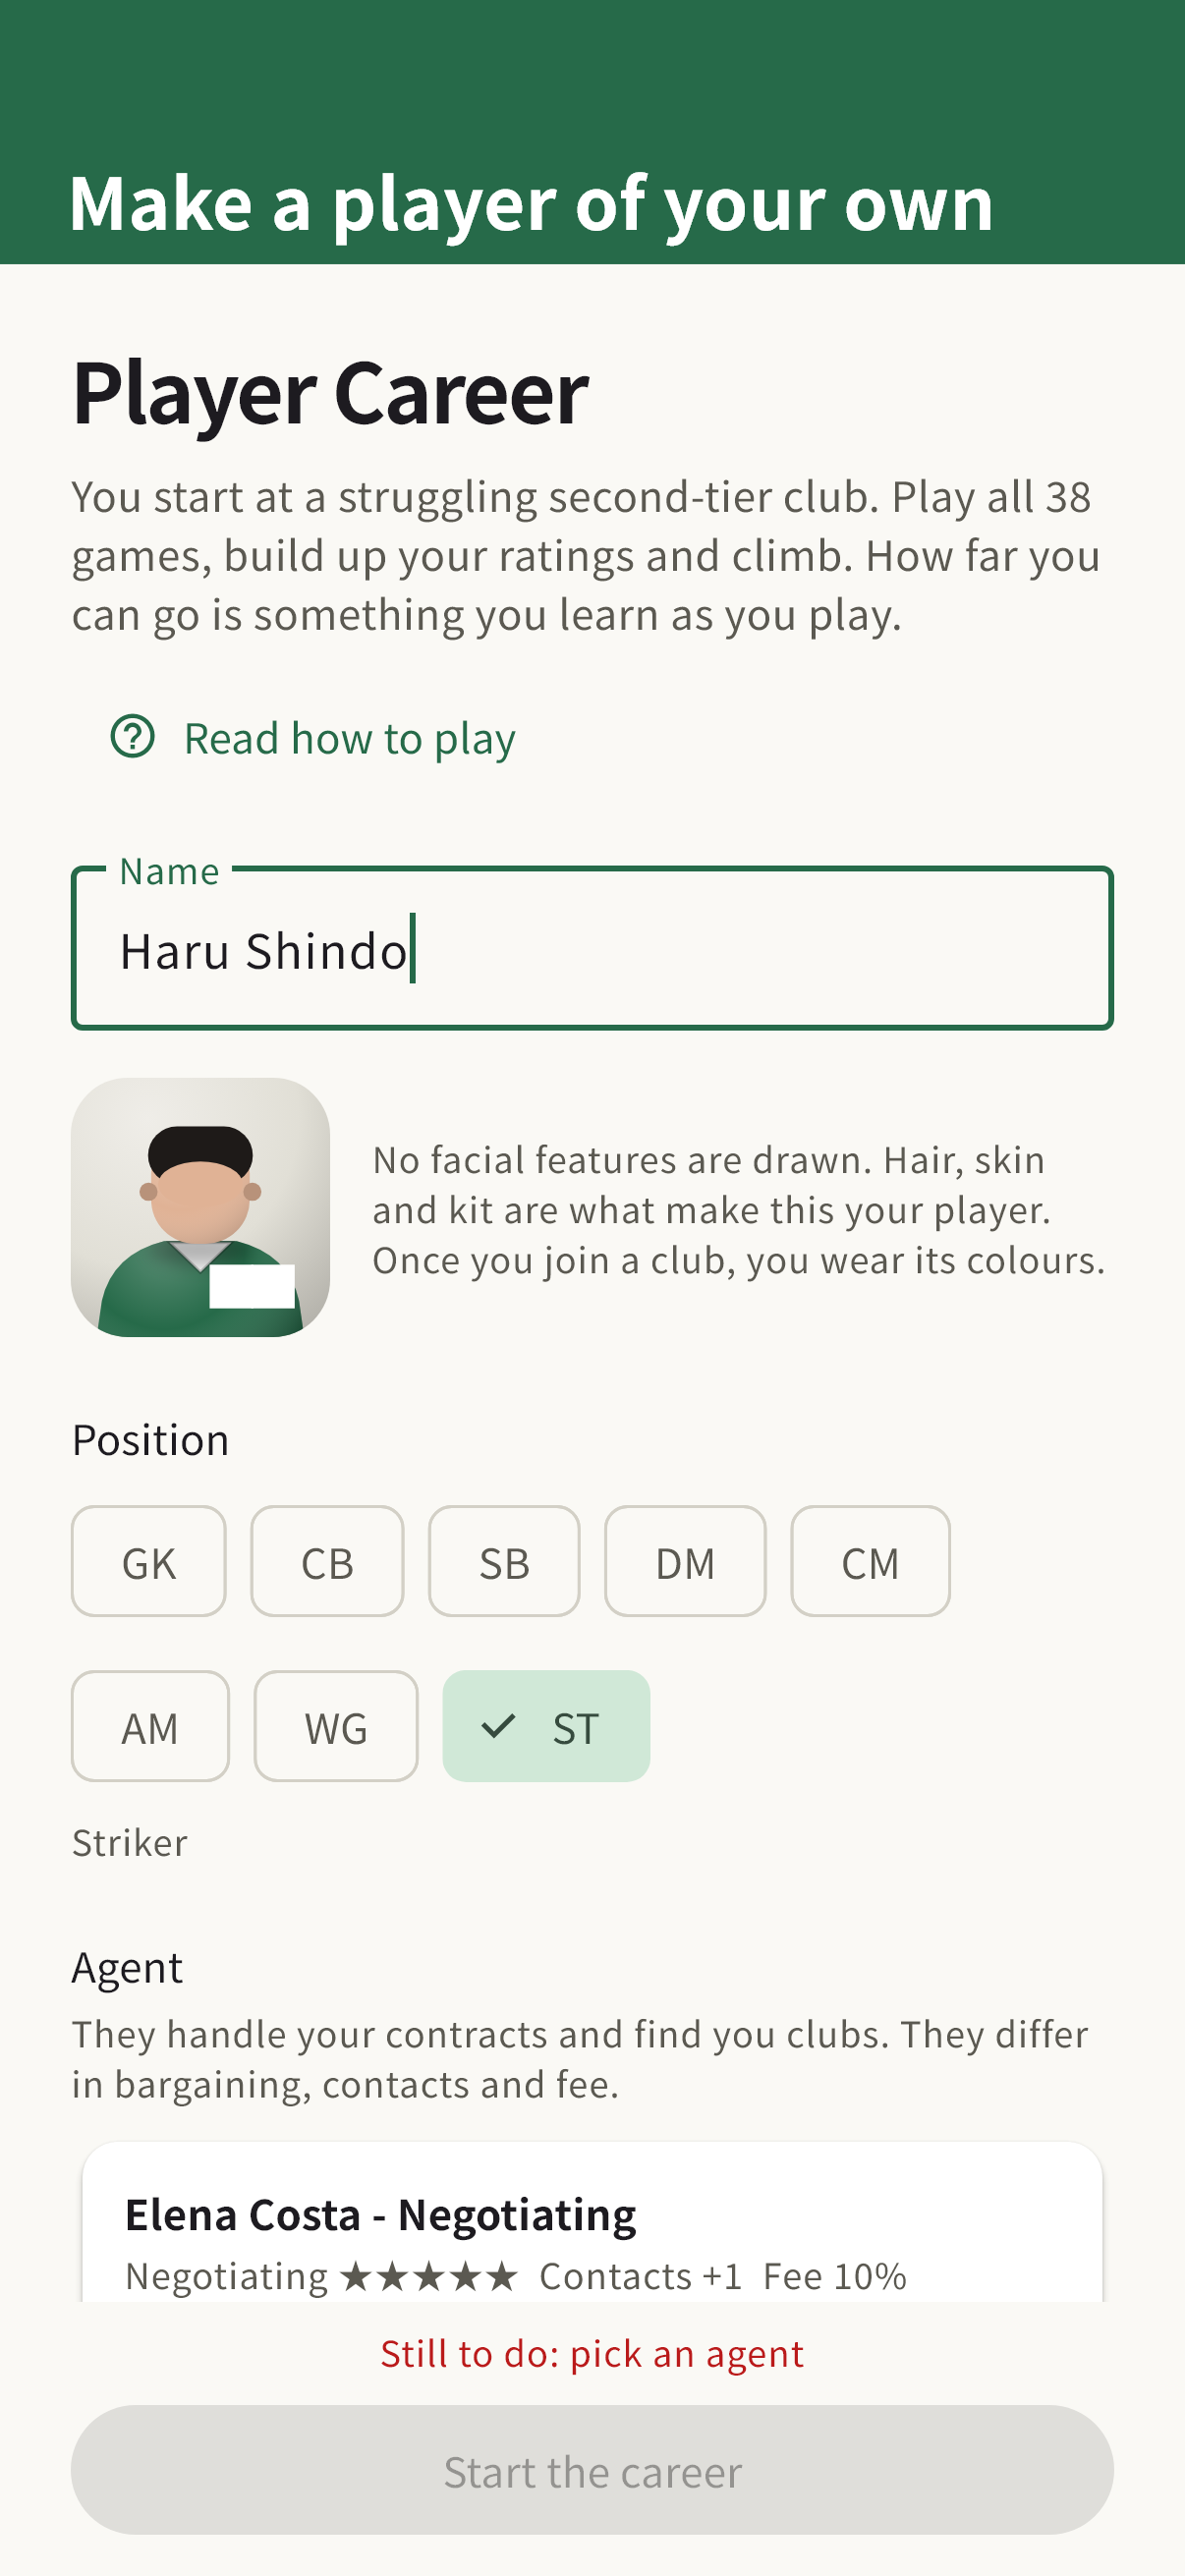 Make a player of your own
Player Career
You start at a struggling second-tier club. Play all 38
games, build up your ratings and climb. How far you
can go is something you learn as you play.
Read how to play
Name
Haru Shindo
No facial features are drawn. Hair, skin
and kit are what make this your player.
Once you join a club, you wear its colours.
Position
GK CB SB DM CM
AM WG ST
Striker
Agent
They handle your contracts and find you clubs. They differ
in bargaining, contacts and fee.
Elena Costa - Negotiating
Negotiating ★★★★★ Contacts +1 Fee 10%
Still to do: pick an agent
Start the career